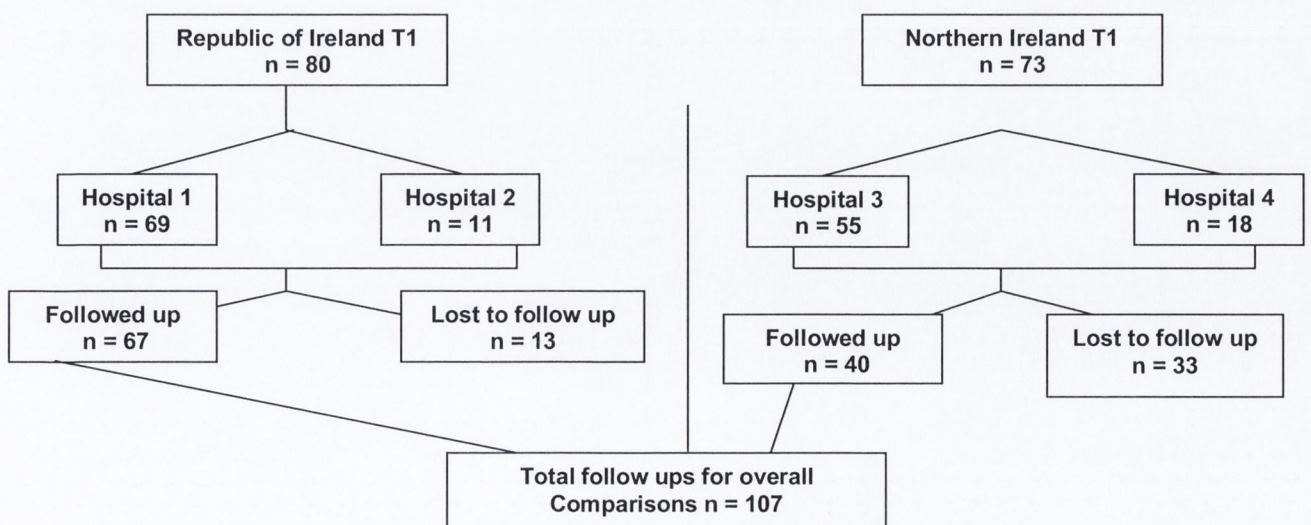 Republic of Ireland T1
n = 80
Northern Ireland T1
n = 73
Hospital 1
n = 69
Hospital 2
n = 11
Hospital 3
n = 55
Hospital 4
n = 18
Followed up
n = 67
Lost to follow up
n = 13
Followed up
n = 40
Lost to follow up
n = 33
Total follow ups for overall
Comparisons n = 107